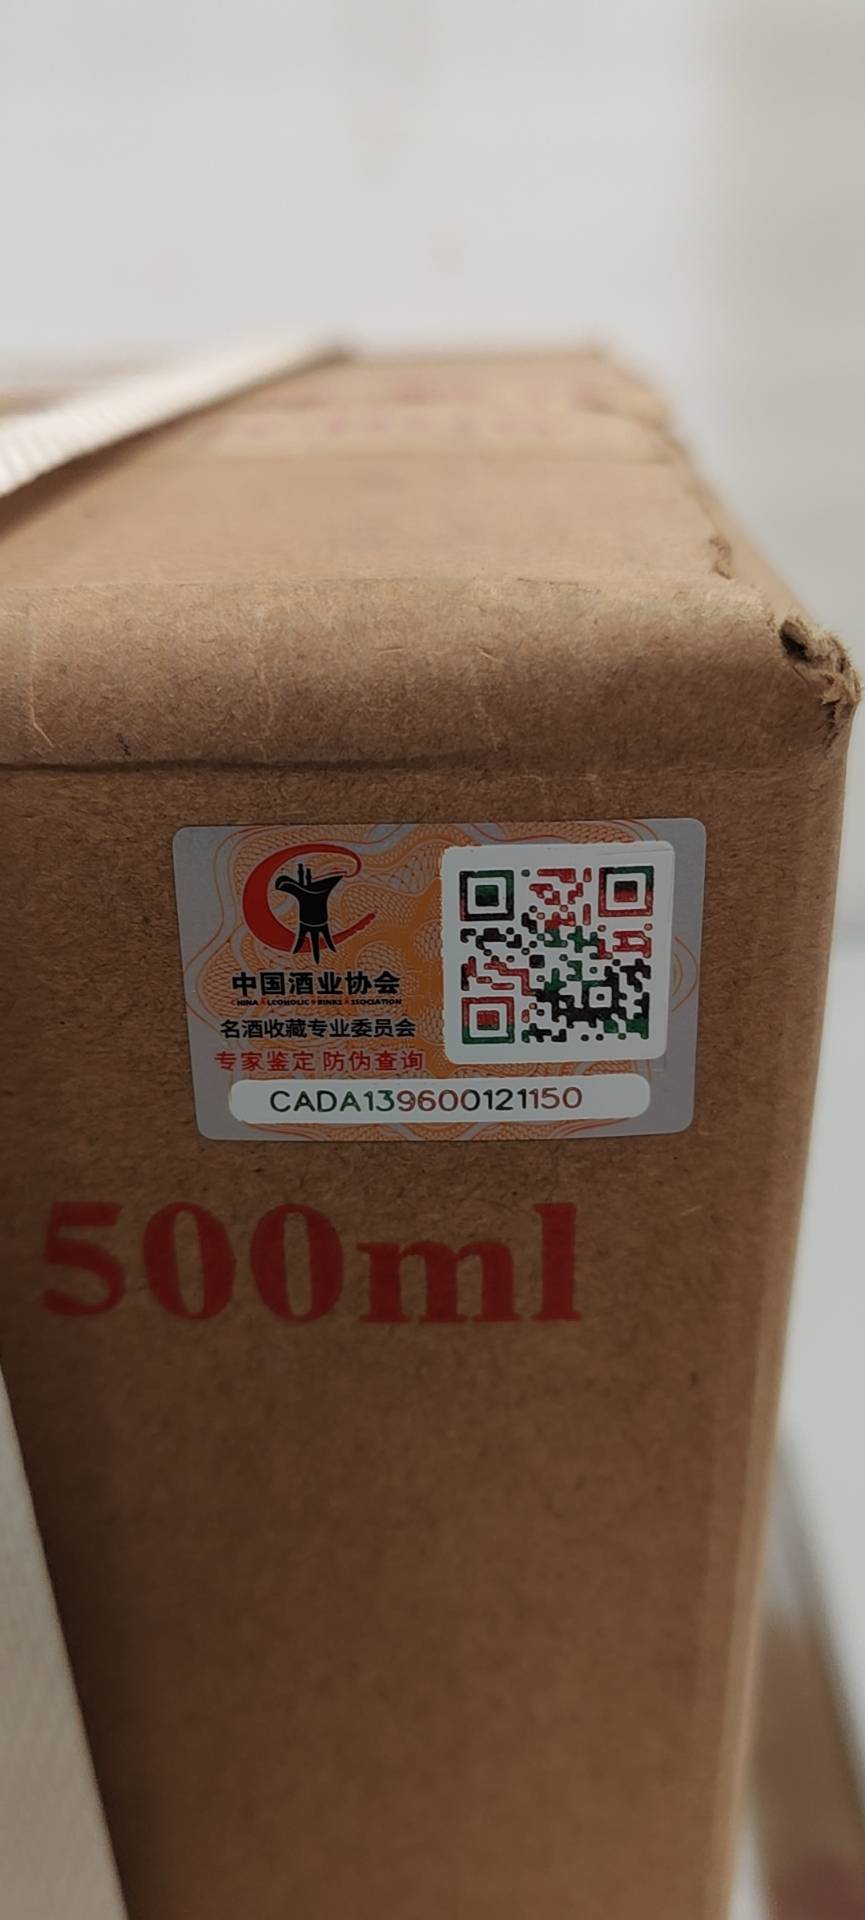 中国酒业协会
CHINA ALCOHOLIC DRINKS ASSOCIATION
名酒收藏专业委员会
专家鉴定 防伪查询
CADA139600121150
500ml